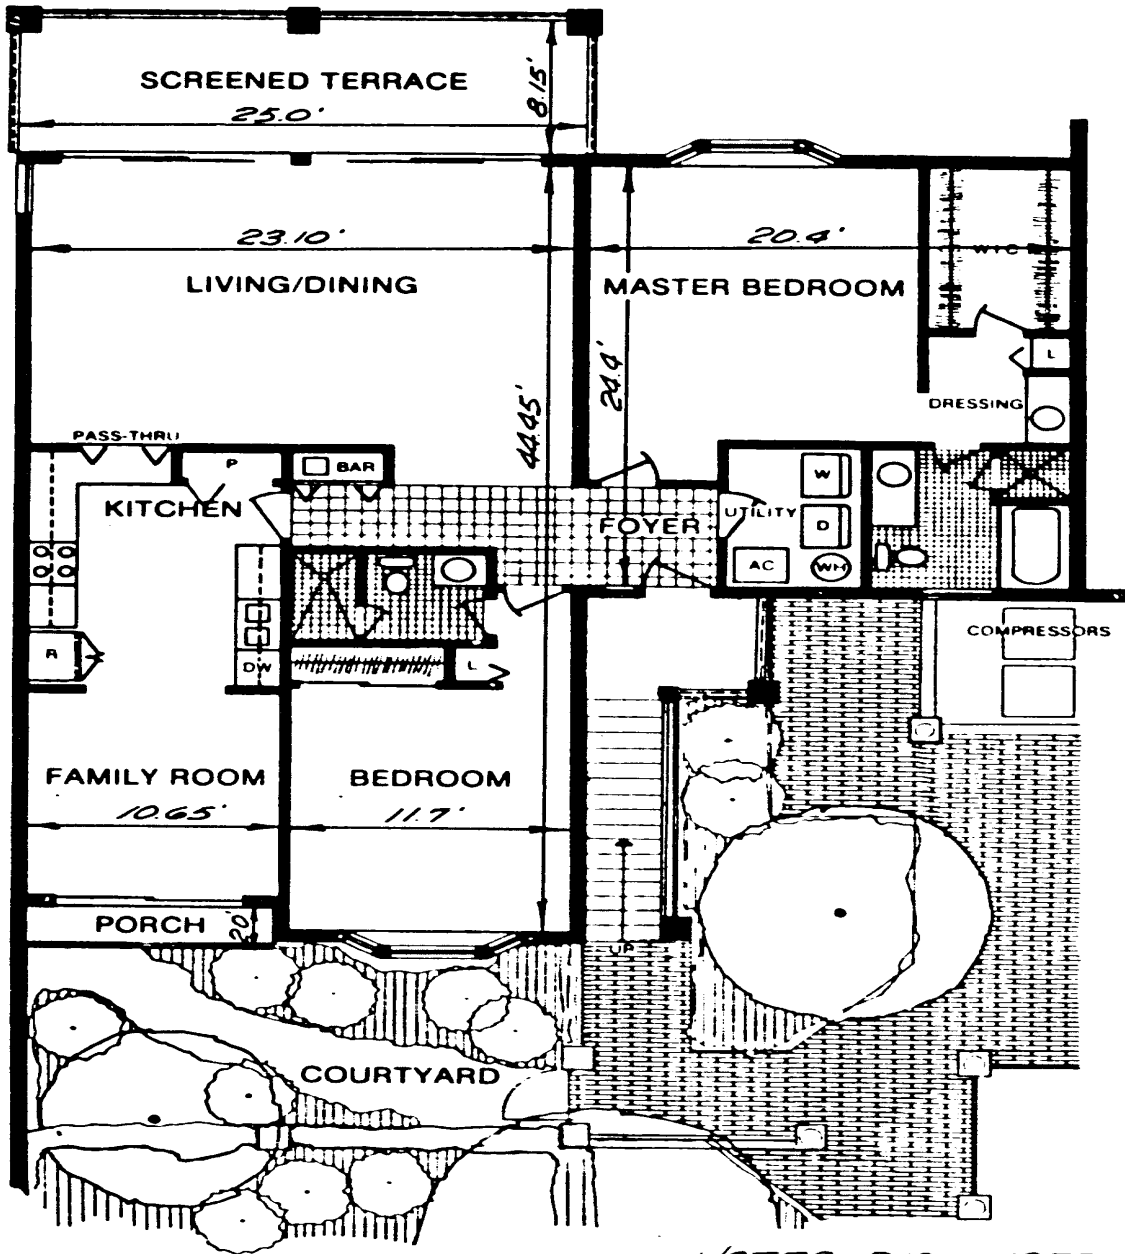 SCREENED TERRACE
8.15'
25.0'
23.10'
20.4'
W I C
LIVING/DINING
MASTER BEDROOM
24.4'
44.45'
L
DRESSING
PASS-THRU
P
BAR
W
KITCHEN
FOYER
UTILITY
D
AC
WH
R
DW
L
COMPRESSORS
FAMILY ROOM
BEDROOM
10.65'
11.7'
PORCH
20'
UP
COURTYARD